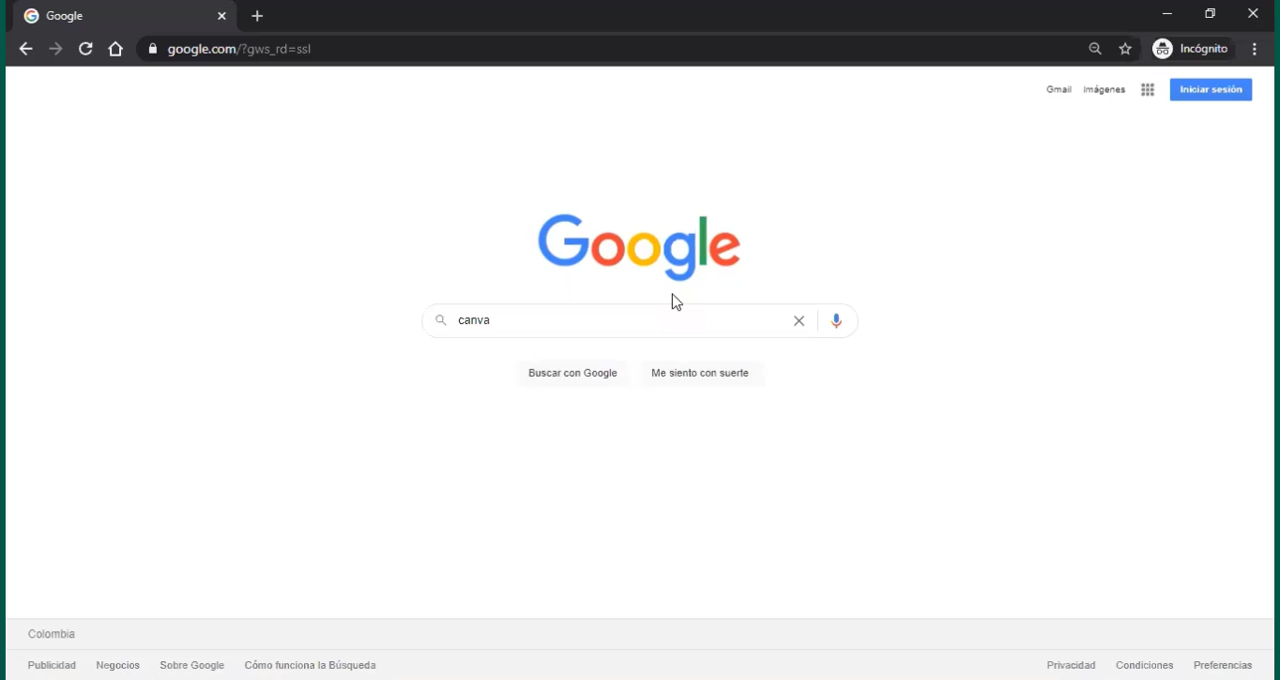 Google
google.com/?gws_rd=ssl
Incógnito
Gmail Imágenes
Iniciar sesión
Google
canva
Buscar con Google
Me siento con suerte
Colombia
Publicidad Negocios Sobre Google Cómo funciona la Búsqueda
Privacidad Condiciones Preferencias